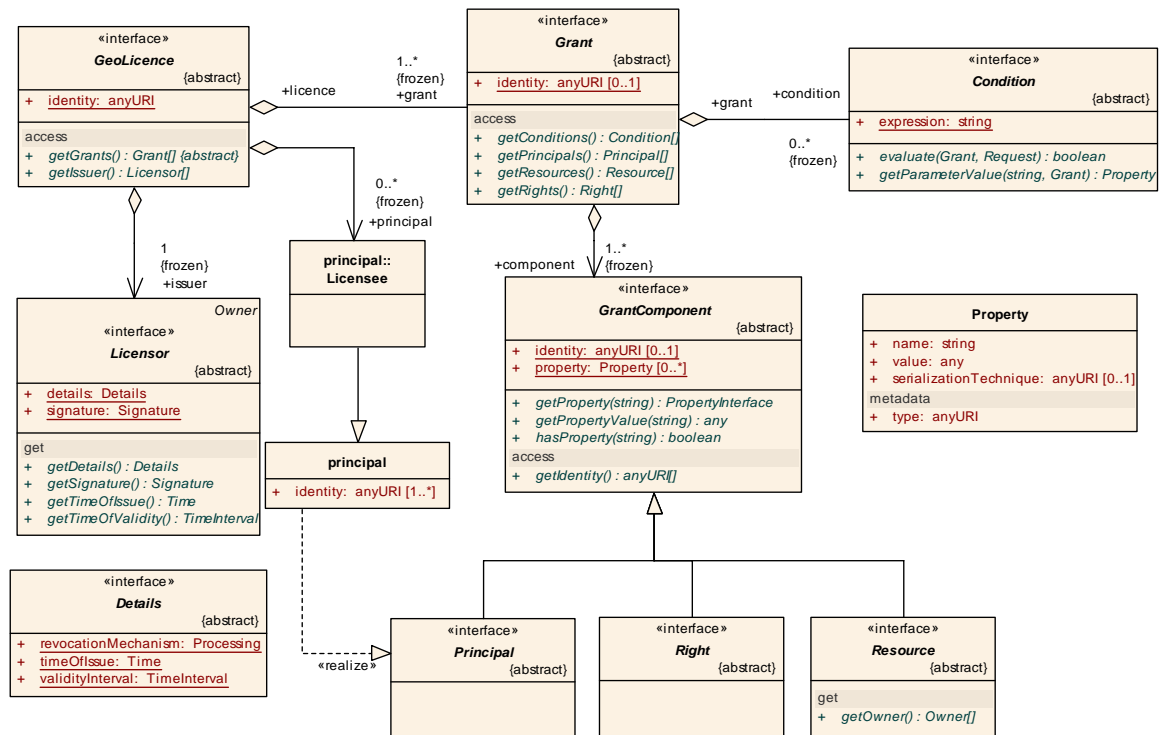 «interface»
GeoLicence
{abstract}
+ identity: anyURI
access
+ getGrants() : Grant[] {abstract}
+ getIssuer() : Licensor[]
+licence
1..*
{frozen}
+grant
«interface»
Grant
{abstract}
+ identity: anyURI [0..1]
access
+ getConditions() : Condition[]
+ getPrincipals() : Principal[]
+ getResources() : Resource[]
+ getRights() : Right[]
+grant
+condition
0..*
{frozen}
«interface»
Condition
{abstract}
+ expression: string
+ evaluate(Grant, Request) : boolean
+ getParameterValue(string, Grant) : Property
0..*
{frozen}
+principal
1
{frozen}
+issuer
principal::
Licensee
+component
1..*
{frozen}
Owner
«interface»
Licensor
{abstract}
+ details: Details
+ signature: Signature
get
+ getDetails() : Details
+ getSignature() : Signature
+ getTimeOfIssue() : Time
+ getTimeOfValidity() : TimeInterval
«interface»
GrantComponent
{abstract}
+ identity: anyURI [0..1]
+ property: Property [0..*]
+ getProperty(string) : PropertyInterface
+ getPropertyValue(string) : any
+ hasProperty(string) : boolean
access
+ getIdentity() : anyURI[]
Property
+ name: string
+ value: any
+ serializationTechnique: anyURI [0..1]
metadata
+ type: anyURI
principal
+ identity: anyURI [1..*]
«interface»
Details
{abstract}
+ revocationMechanism: Processing
+ timeOfIssue: Time
+ validityInterval: TimeInterval
«realize»
«interface»
Principal
{abstract}
«interface»
Right
{abstract}
«interface»
Resource
{abstract}
get
+ getOwner() : Owner[]